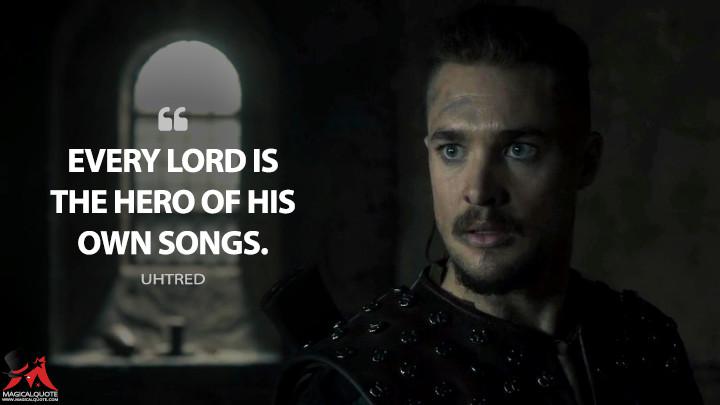 “
EVERY LORD IS
THE HERO OF HIS
OWN SONGS.
UHTRED
MAGICALQUOTE
WWW.MAGICALQUOTE.COM